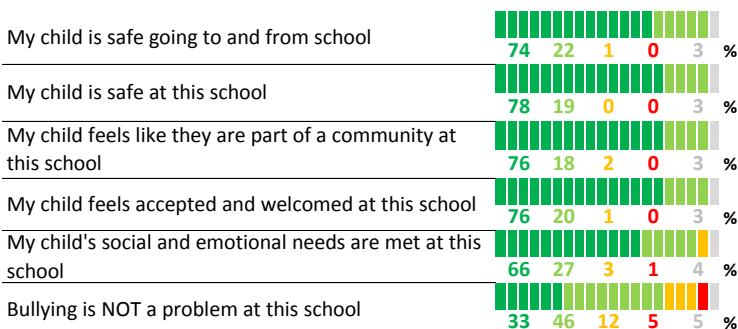 My child is safe going to and from school
74 22 1 0 3 %
My child is safe at this school
78 19 0 0 3 %
My child feels like they are part of a community at
this school
76 18 2 0 3 %
My child feels accepted and welcomed at this school
76 20 1 0 3 %
My child's social and emotional needs are met at this
school
66 27 3 1 4 %
Bullying is NOT a problem at this school
33 46 12 5 5 %